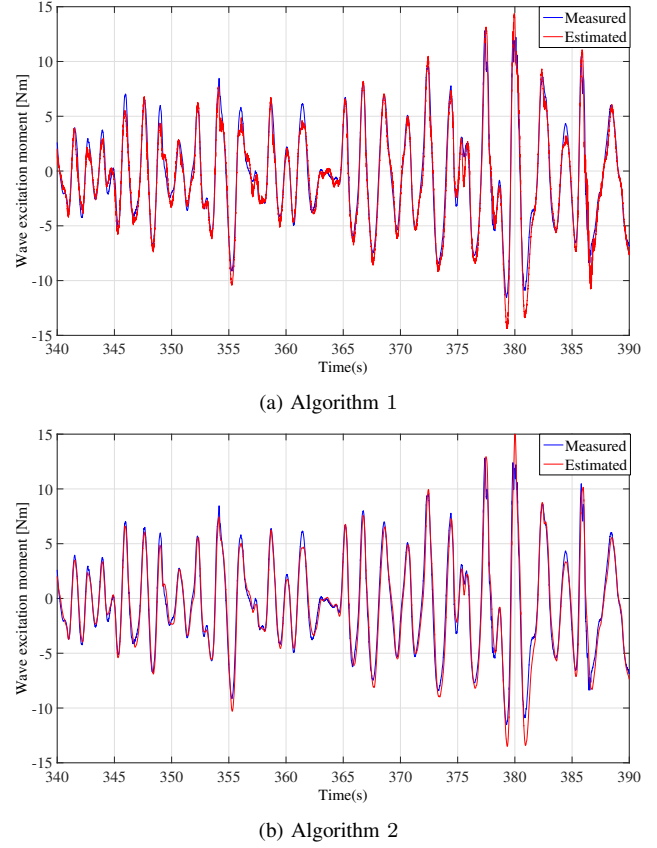 15
10
5
0
-5
-10
-15
Wave excitation moment [Nm]
Measured
Estimated
340 345 350 355 360 365 370 375 380 385 390
Time(s)
(a) Algorithm 1
15
10
5
0
-5
-10
-15
Wave excitation moment [Nm]
Measured
Estimated
340 345 350 355 360 365 370 375 380 385 390
Time(s)
(b) Algorithm 2